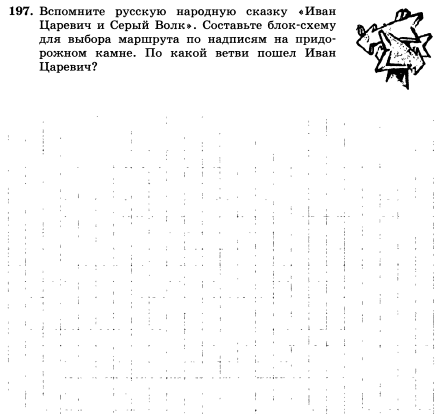 197. Вспомните русскую народную сказку «Иван
Царевич и Серый Волк». Составьте блок-схему
для выбора маршрута по надписям на придо-
рожном камне. По какой ветви пошел Иван
Царевич?